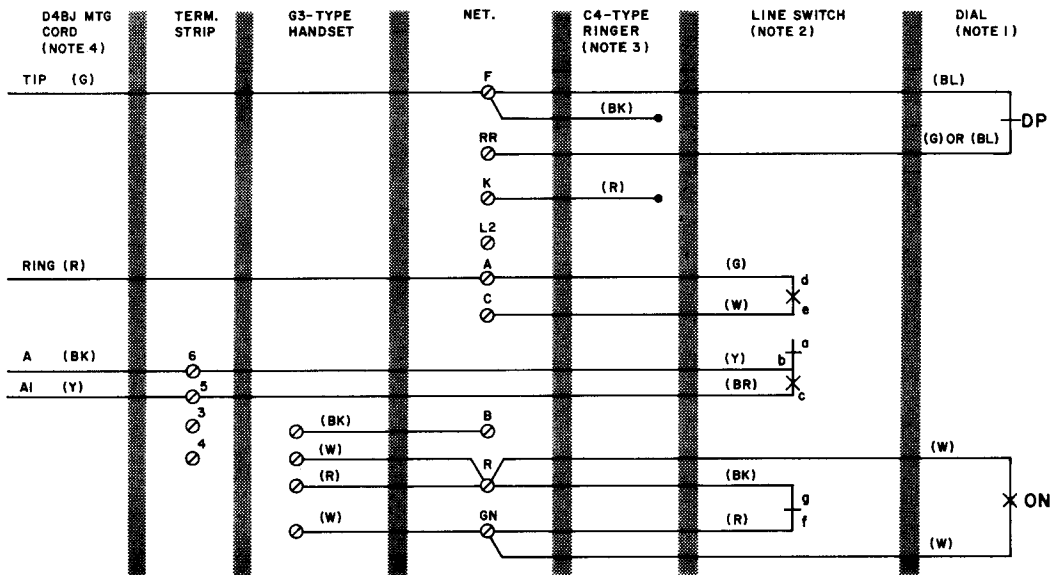 D4BJ MTG
CORD
(NOTE 4)
TERM.
STRIP
G3-TYPE
HANDSET
NET.
C4-TYPE
RINGER
(NOTE 3)
LINE SWITCH
(NOTE 2)
DIAL
(NOTE 1)
TIP (G)
F
(BL)
(BK)
DP
RR
(G) OR (BL)
K
(R)
L2
RING (R)
A
(G)
d
C
(W)
e
a
A (BK)
6
(Y)
b
A1 (Y)
5
(BR)
c
3
(BK)
B
4
(W)
R
(W)
(R)
(BK)
g
ON
(W)
GN
(R)
f
(W)